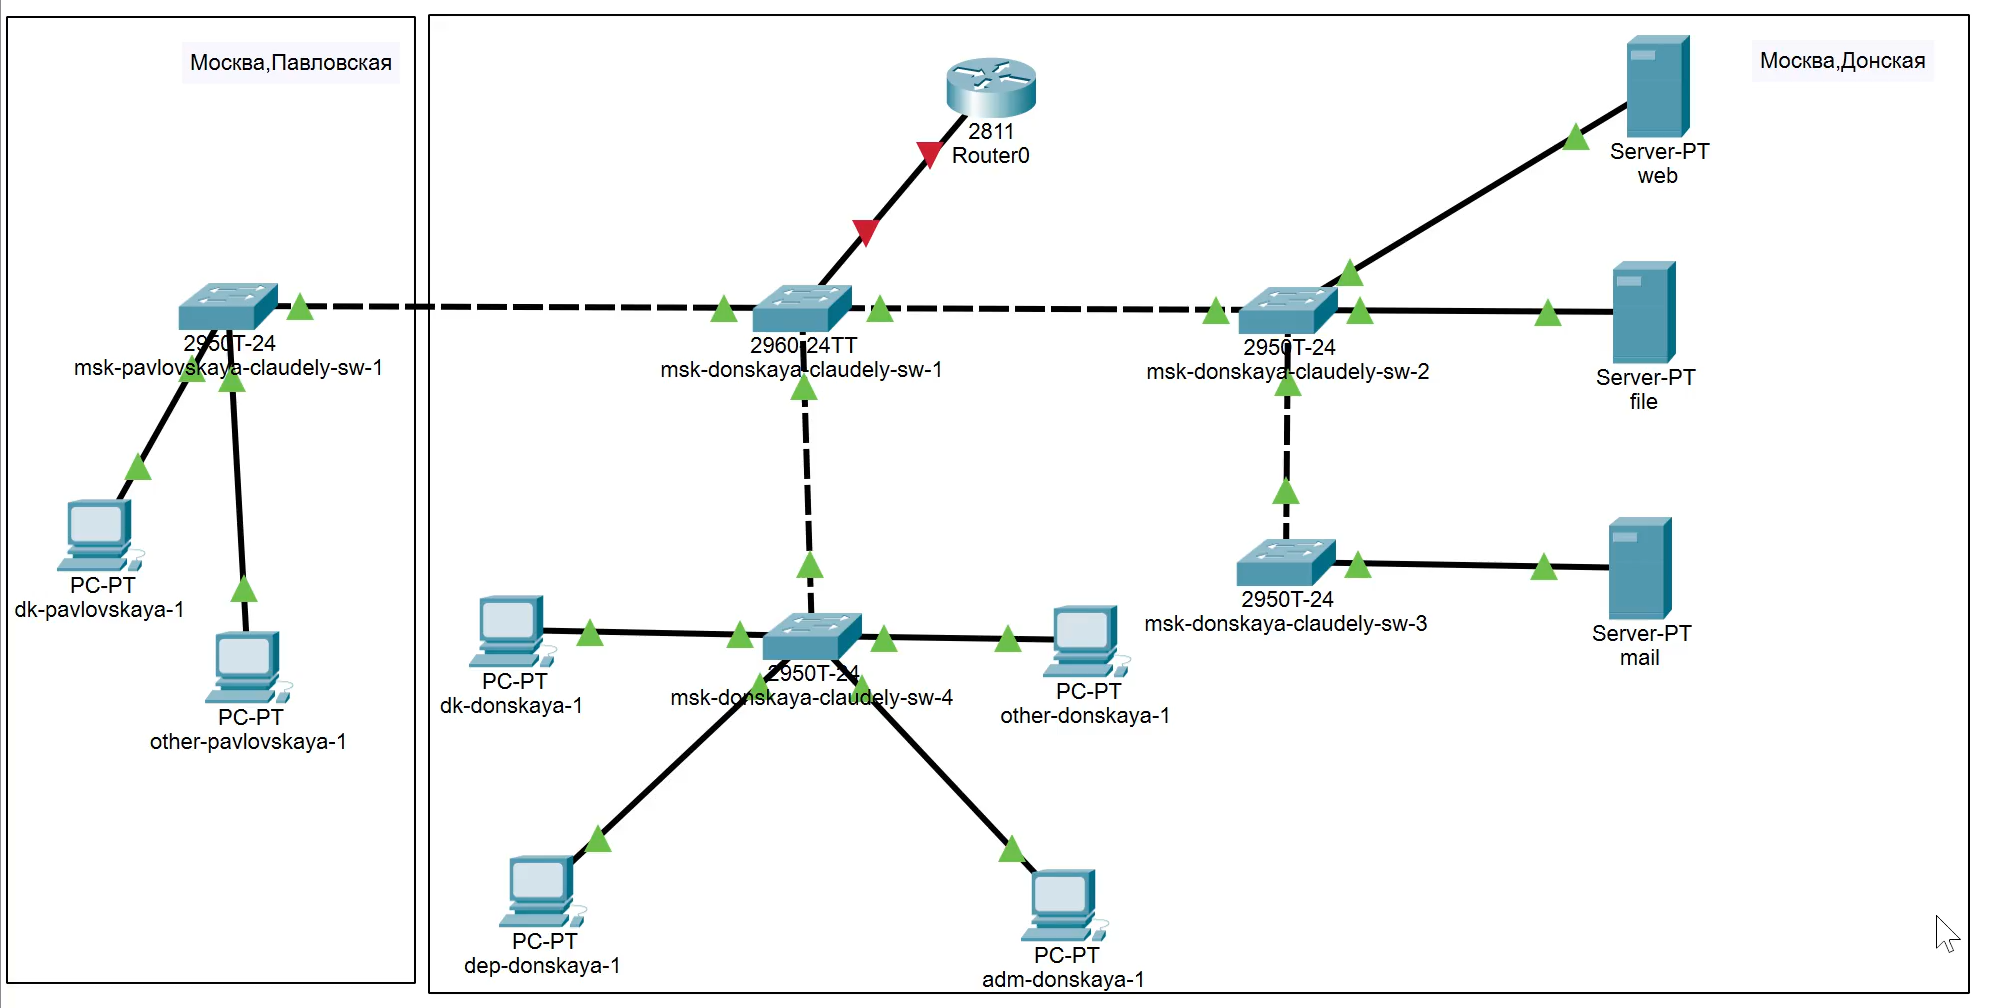 Москва,Павловская
Москва,Донская
2811
Router0
Server-PT
web
2950T-24
msk-pavlovskaya-claudely-sw-1
2960-24TT
msk-donskaya-claudely-sw-1
2950T-24
msk-donskaya-claudely-sw-2
Server-PT
file
PC-PT
dk-pavlovskaya-1
PC-PT
other-pavlovskaya-1
PC-PT
dk-donskaya-1
2950T-24
msk-donskaya-claudely-sw-4
PC-PT
other-donskaya-1
2950T-24
msk-donskaya-claudely-sw-3
Server-PT
mail
PC-PT
dep-donskaya-1
PC-PT
adm-donskaya-1